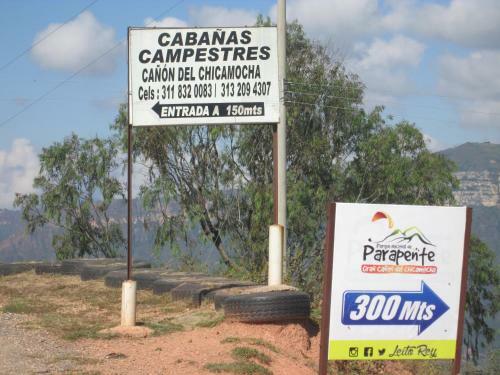 CABAÑAS
CAMPESTRES
CAÑÓN DEL CHICAMOCHA
Cels : 311 832 0083 | 313 209 4307
ENTRADA A 150mts
Parque Nacional de
Parapente
Gran Cañón del Chicamocha
300 Mts
Leito Rey